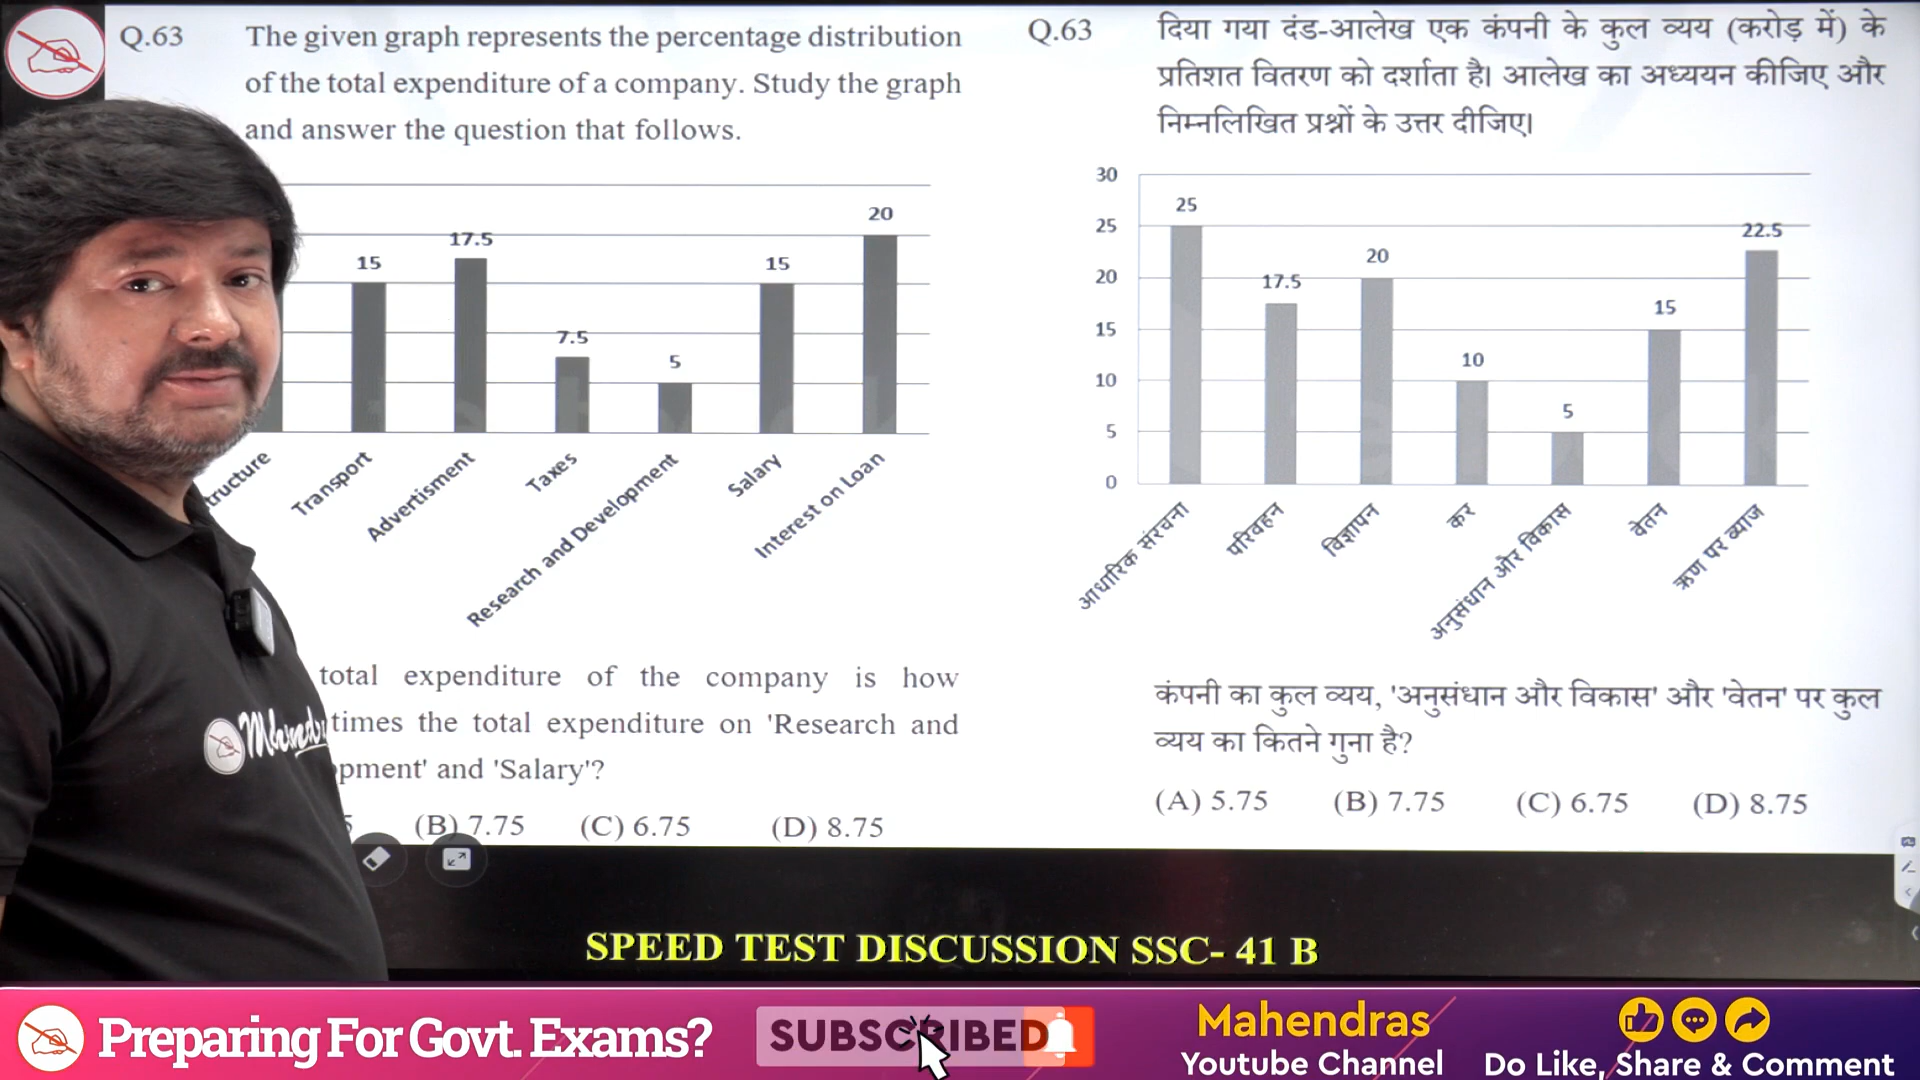 Q.63
The given graph represents the percentage distribution
of the total expenditure of a company. Study the graph
and answer the question that follows.
15
17.5
7.5
5
15
20
tructure
Transport
Advertisment
Taxes
Research and Development
Salary
Interest on Loan
total expenditure of the company is how
times the total expenditure on 'Research and
opment' and 'Salary'?
5 (B) 7.75 (C) 6.75 (D) 8.75
Q.63
दिया गया दंड-आलेख एक कंपनी के कुल व्यय (करोड़ में) के
प्रतिशत वितरण को दर्शाता है। आलेख का अध्ययन कीजिए और
निम्नलिखित प्रश्नों के उत्तर दीजिए।
30
25
20
15
10
5
0
25
17.5
20
10
5
15
22.5
आधारिक संरचना
परिवहन
विज्ञापन
कर
अनुसंधान और विकास
वेतन
ऋण पर ब्याज
कंपनी का कुल व्यय, 'अनुसंधान और विकास' और 'वेतन' पर कुल
व्यय का कितने गुना है?
(A) 5.75 (B) 7.75 (C) 6.75 (D) 8.75
SPEED TEST DISCUSSION SSC- 41 B
Preparing For Govt. Exams?
SUBSCRIBED
Mahendras
Youtube Channel
Do Like, Share & Comment